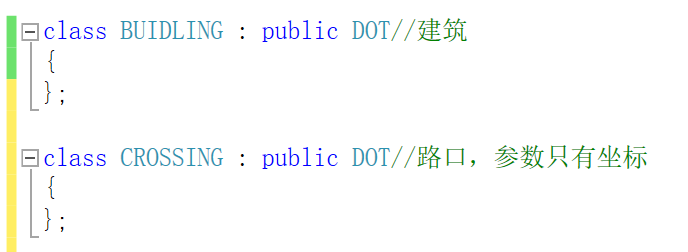 class BUIDLING : public DOT//建筑
{
};
class CROSSING : public DOT//路口，参数只有坐标
{
};